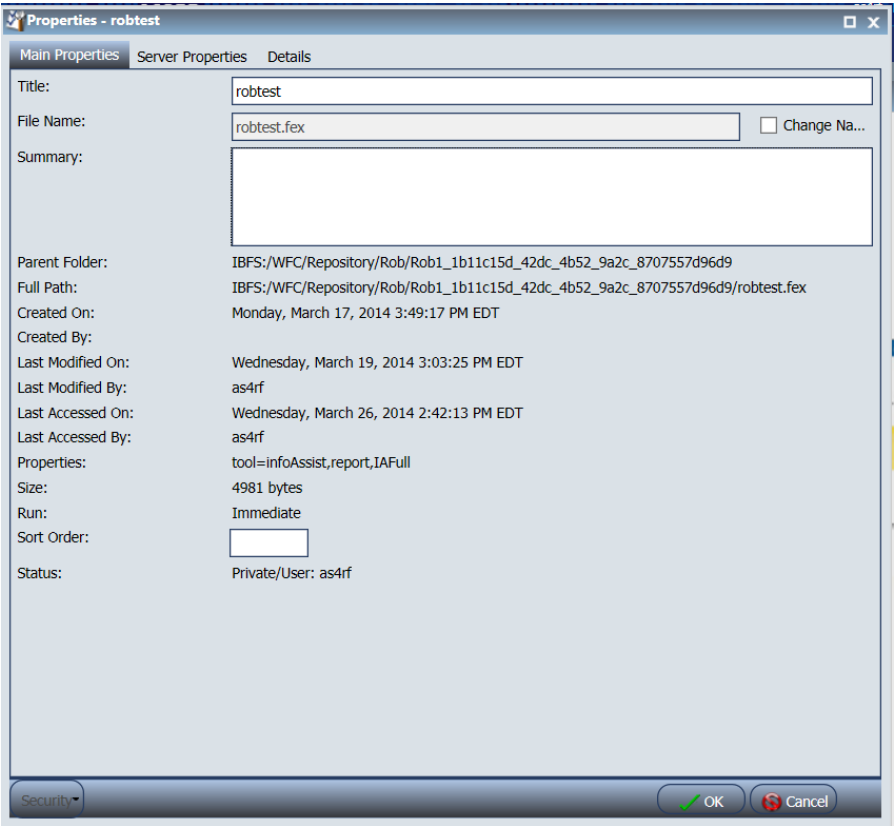 Properties - robtest
Main Properties Server Properties Details
Title: robtest
File Name: robtest.fex Change Na...
Summary:
Parent Folder: IBFS:/WFC/Repository/Rob/Rob1_1b11c15d_42dc_4b52_9a2c_8707557d96d9
Full Path: IBFS:/WFC/Repository/Rob/Rob1_1b11c15d_42dc_4b52_9a2c_8707557d96d9/robtest.fex
Created On: Monday, March 17, 2014 3:49:17 PM EDT
Created By:
Last Modified On: Wednesday, March 19, 2014 3:03:25 PM EDT
Last Modified By: as4rf
Last Accessed On: Wednesday, March 26, 2014 2:42:13 PM EDT
Last Accessed By: as4rf
Properties: tool=infoAssist,report,IAFull
Size: 4981 bytes
Run: Immediate
Sort Order:
Status: Private/User: as4rf
Security OK Cancel